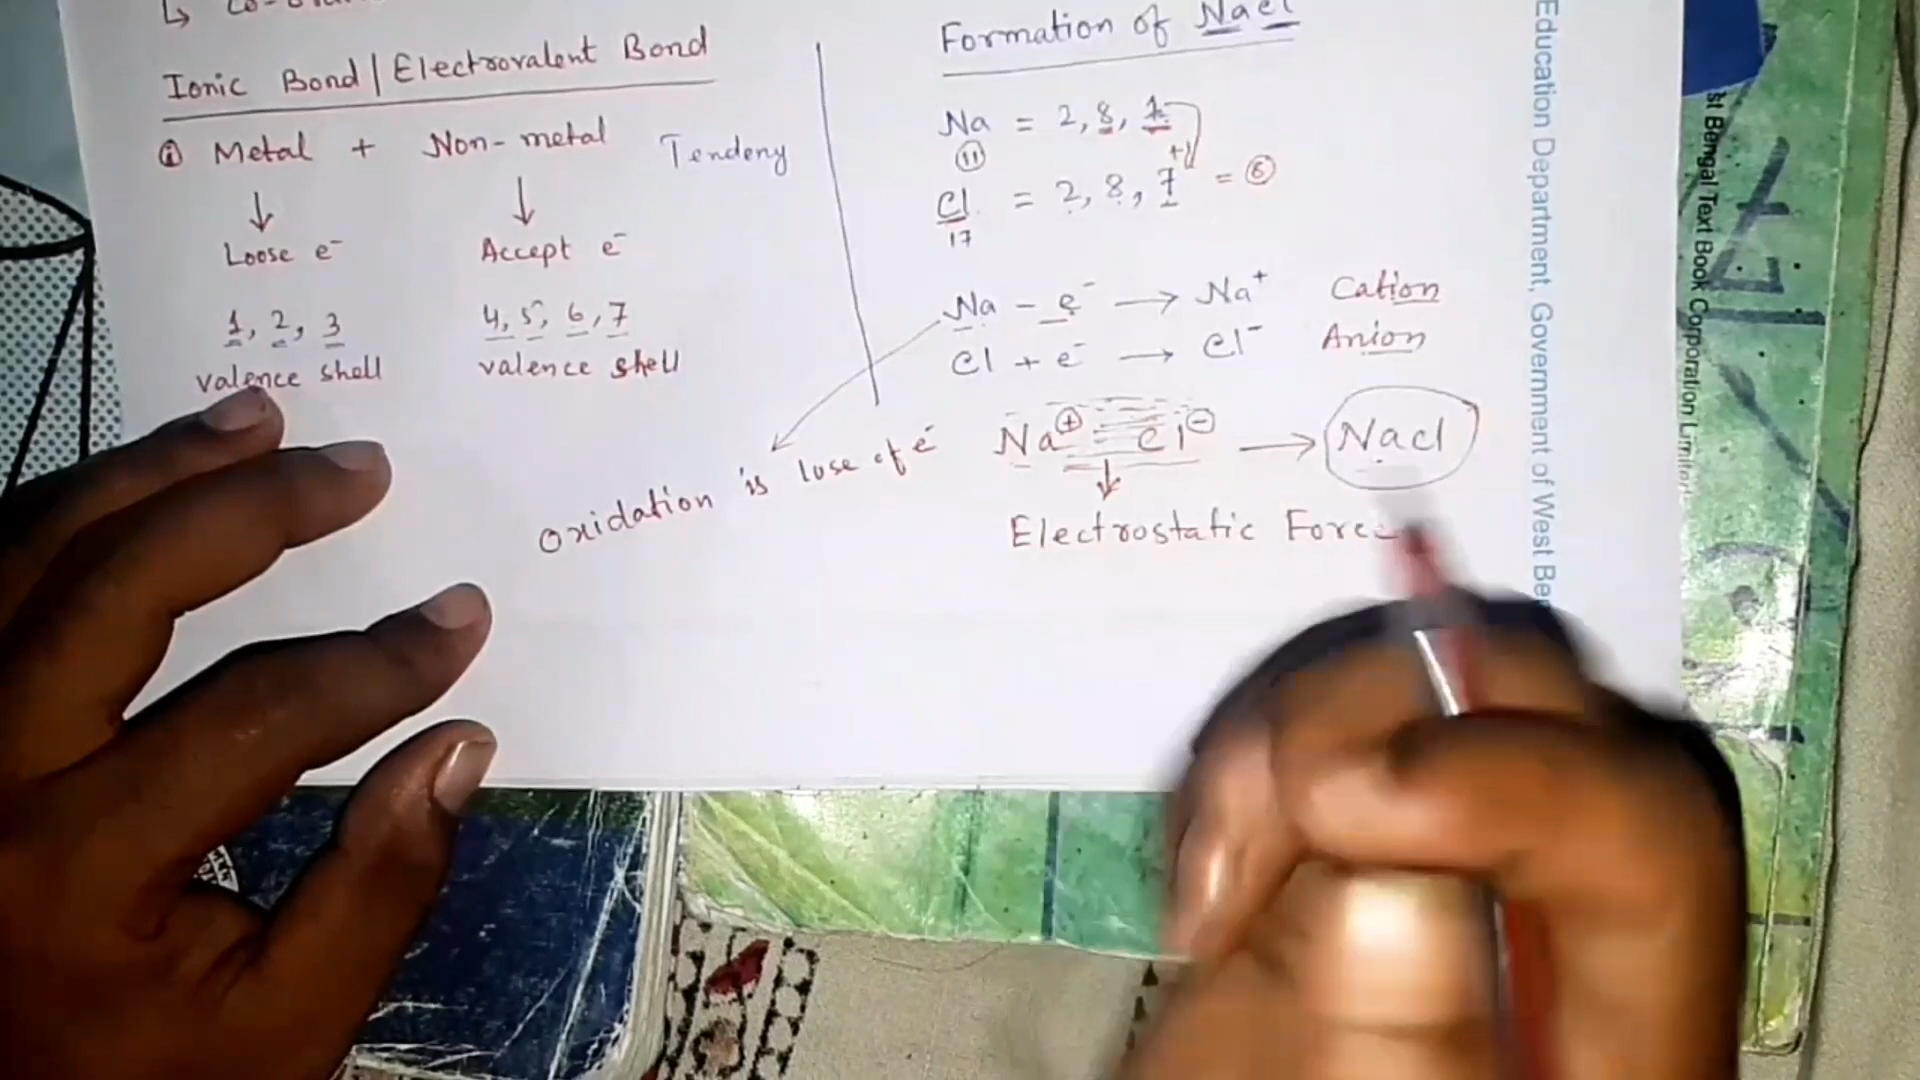 Ionic Bond / Electrovalent Bond
① Metal + Non-metal Tendeny
↓ ↓
Loose e⁻ Accept e⁻
1, 2, 3 4, 5, 6, 7
valence shell valence shell
Formation of Nacl
Na = 2, 8, 1
⑪ +1
Cl = 2, 8, 7 = ⑧
17
Na – e⁻ → Na⁺ Cation
Cl + e⁻ → Cl⁻ Anion
Na⊕ Cl⊖ → Nacl
↓
Oxidation is lose of e⁻
Electrostatic Force
Education Department, Government of West Be
st Bengal Text Book Corporation Limited